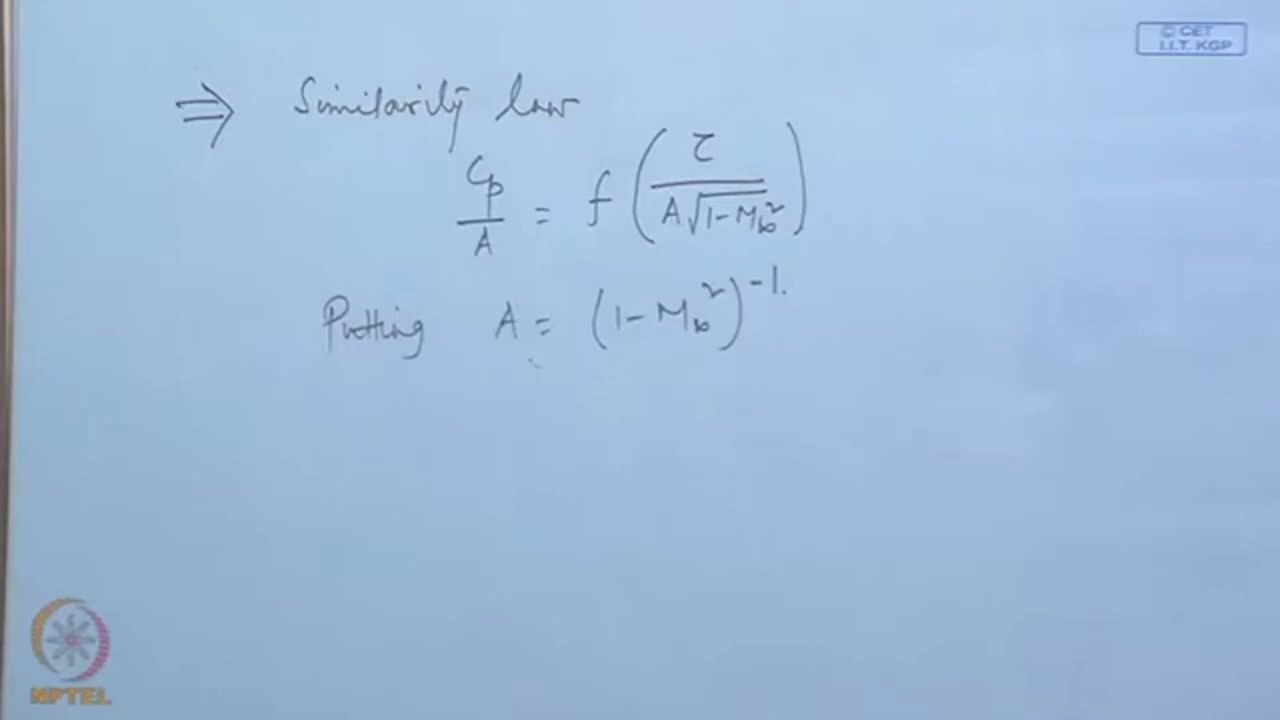 © CET
I.I.T. KGP
⇒ Similarity law
Cp/A = f(τ/(A√(1-M∞²)))
Putting A = (1-M∞²)^-1.
NPTEL